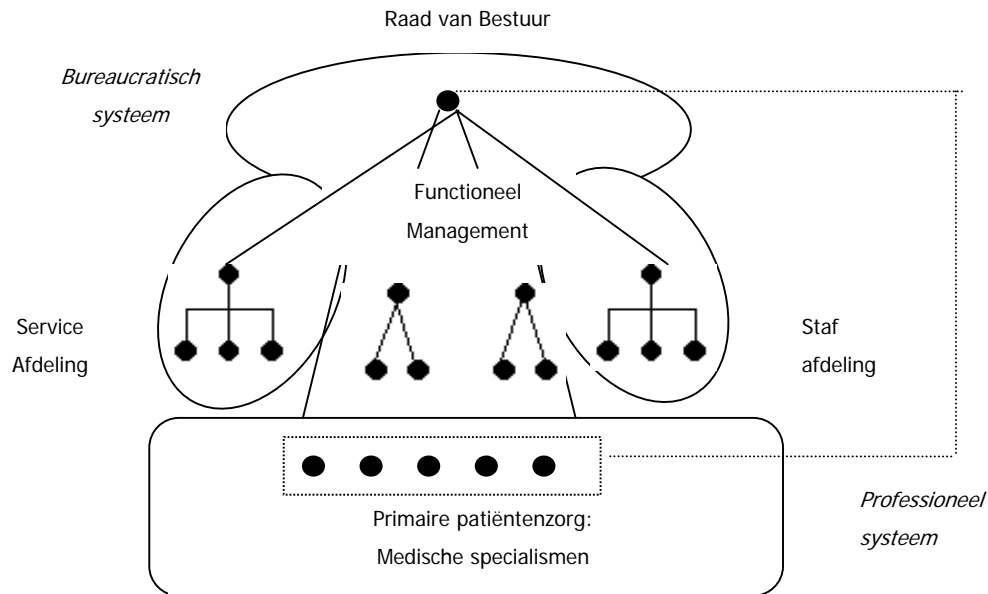 Raad van Bestuur
Bureaucratisch
systeem
Functioneel
Management
Service
Afdeling
Staf
afdeling
Primaire patiëntenzorg:
Medische specialismen
Professioneel
systeem